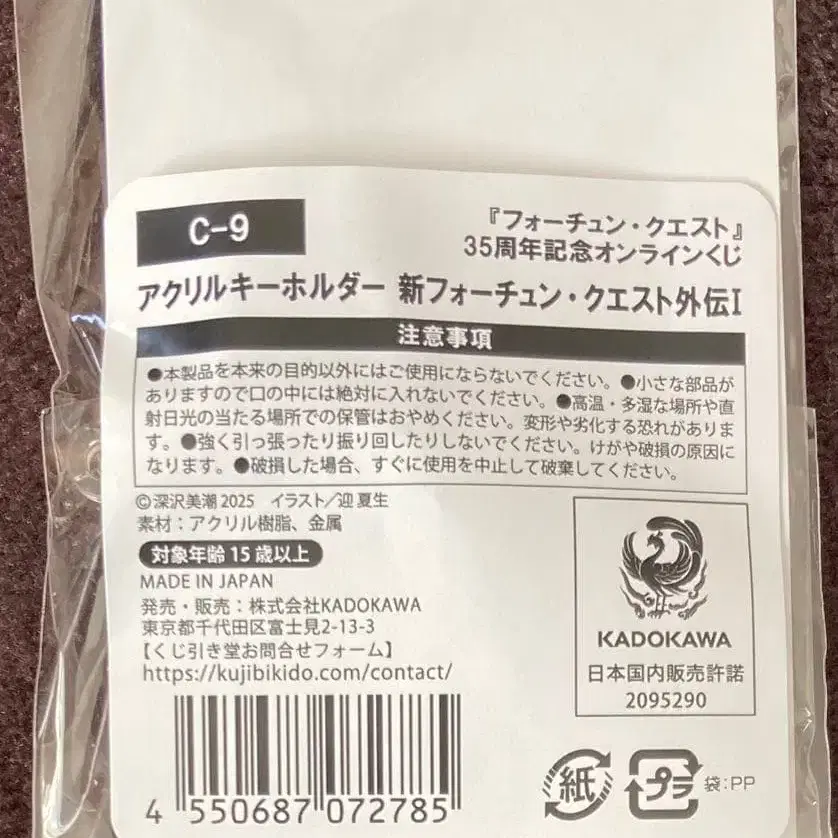 C-9
『フォーチュン・クエスト』
35周年記念オンラインくじ
アクリルキーホルダー 新フォーチュン・クエスト外伝I
注意事項
●本製品を本来の目的以外にはご使用にならないでください。●小さな部品が
ありますので口の中には絶対に入れないでください。●高温・多湿な場所や直
射日光の当たる場所での保管はおやめください。変形や劣化する恐れがありま
す。●強く引っ張ったり振り回したりしないでください。けがや破損の原因に
なります。●破損した場合、すぐに使用を中止して破棄してください。
©深沢美潮 2025 イラスト/迎 夏生
素材:アクリル樹脂、金属
対象年齢 15 歳以上
MADE IN JAPAN
発売・販売:株式会社KADOKAWA
東京都千代田区富士見2-13-3
【くじ引き堂お問合せフォーム】
https://kujibikido.com/contact/
KADOKAWA
日本国内販売許諾
2095290
4 550687 072785
紙
プラ
袋:PP